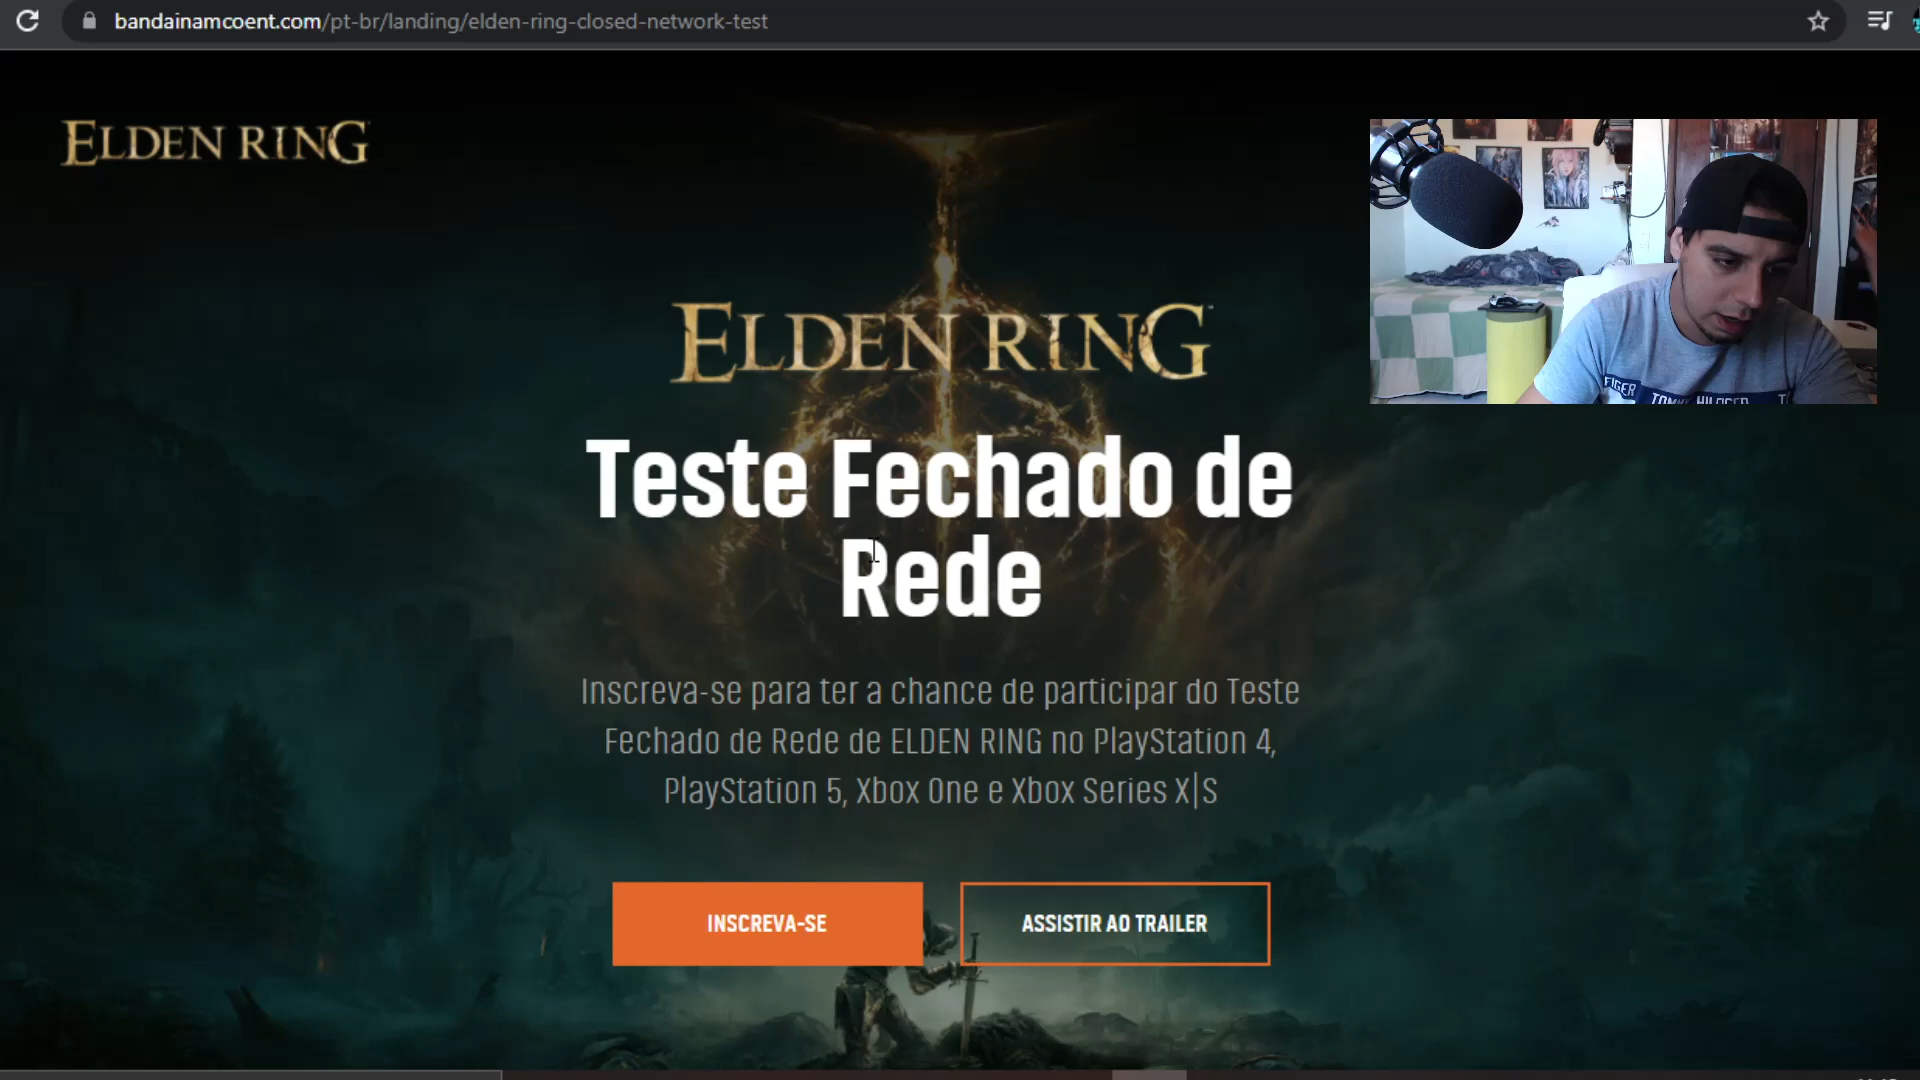 bandainamcoent.com/pt-br/landing/elden-ring-closed-network-test
ELDEN RING
ELDEN RING
Teste Fechado de
Rede
Inscreva-se para ter a chance de participar do Teste
Fechado de Rede de ELDEN RING no PlayStation 4,
PlayStation 5, Xbox One e Xbox Series X|S
INSCREVA-SE
ASSISTIR AO TRAILER